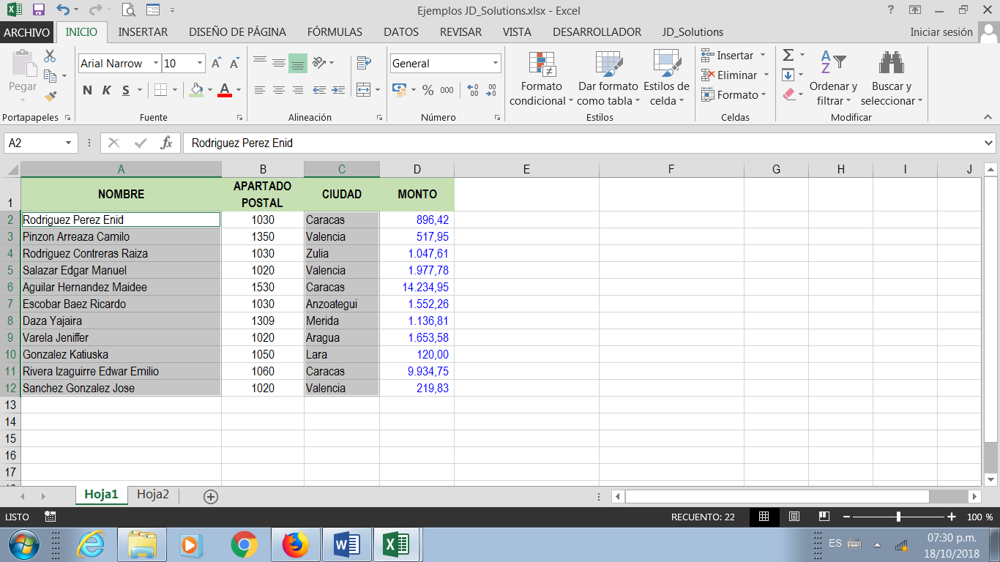 Ejemplos JD_Solutions.xlsx - Excel
?
ARCHIVO INICIO INSERTAR DISEÑO DE PÁGINA FÓRMULAS DATOS REVISAR VISTA DESARROLLADOR JD_Solutions Iniciar sesión
Pegar
Arial Narrow 10
N K S
General
% 000
Formato condicional
Dar formato como tabla
Estilos de celda
Insertar
Eliminar
Formato
Ordenar y filtrar
Buscar y seleccionar
Portapapeles Fuente Alineación Número Estilos Celdas Modificar
A2 fx Rodriguez Perez Enid
A B C D E F G H I J
1 NOMBRE APARTADO POSTAL CIUDAD MONTO
2 Rodriguez Perez Enid 1030 Caracas 896,42
3 Pinzon Arreaza Camilo 1350 Valencia 517,95
4 Rodriguez Contreras Raiza 1030 Zulia 1.047,61
5 Salazar Edgar Manuel 1020 Valencia 1.977,78
6 Aguilar Hernandez Maidee 1530 Caracas 14.234,95
7 Escobar Baez Ricardo 1030 Anzoategui 1.552,26
8 Daza Yajaira 1309 Merida 1.136,81
9 Varela Jeniffer 1020 Aragua 1.653,58
10 Gonzalez Katiuska 1050 Lara 120,00
11 Rivera Izaguirre Edwar Emilio 1060 Caracas 9.934,75
12 Sanchez Gonzalez Jose 1020 Valencia 219,83
13
14
15
16
17
Hoja1 Hoja2
LISTO RECUENTO: 22 100 %
ES 07:30 p.m.
18/10/2018